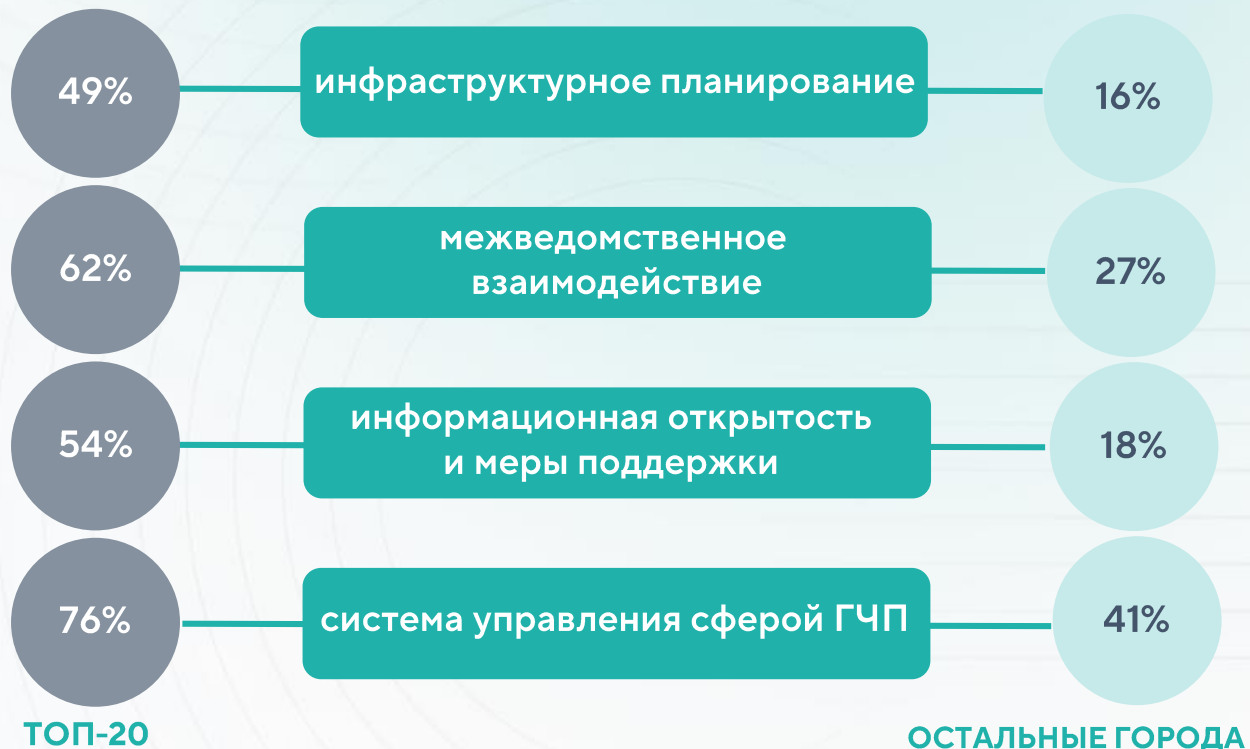 49%
инфраструктурное планирование
16%
62%
межведомственное
взаимодействие
27%
54%
информационная открытость
и меры поддержки
18%
76%
система управления сферой ГЧП
41%
ТОП-20
ОСТАЛЬНЫЕ ГОРОДА